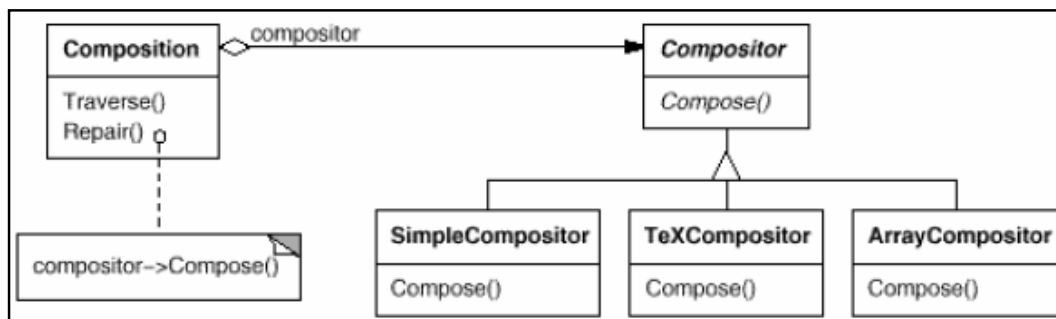 Composition
compositor
Compositor
Traverse()
Repair()
Compose()
compositor->Compose()
SimpleCompositor
TeXCompositor
ArrayCompositor
Compose()
Compose()
Compose()